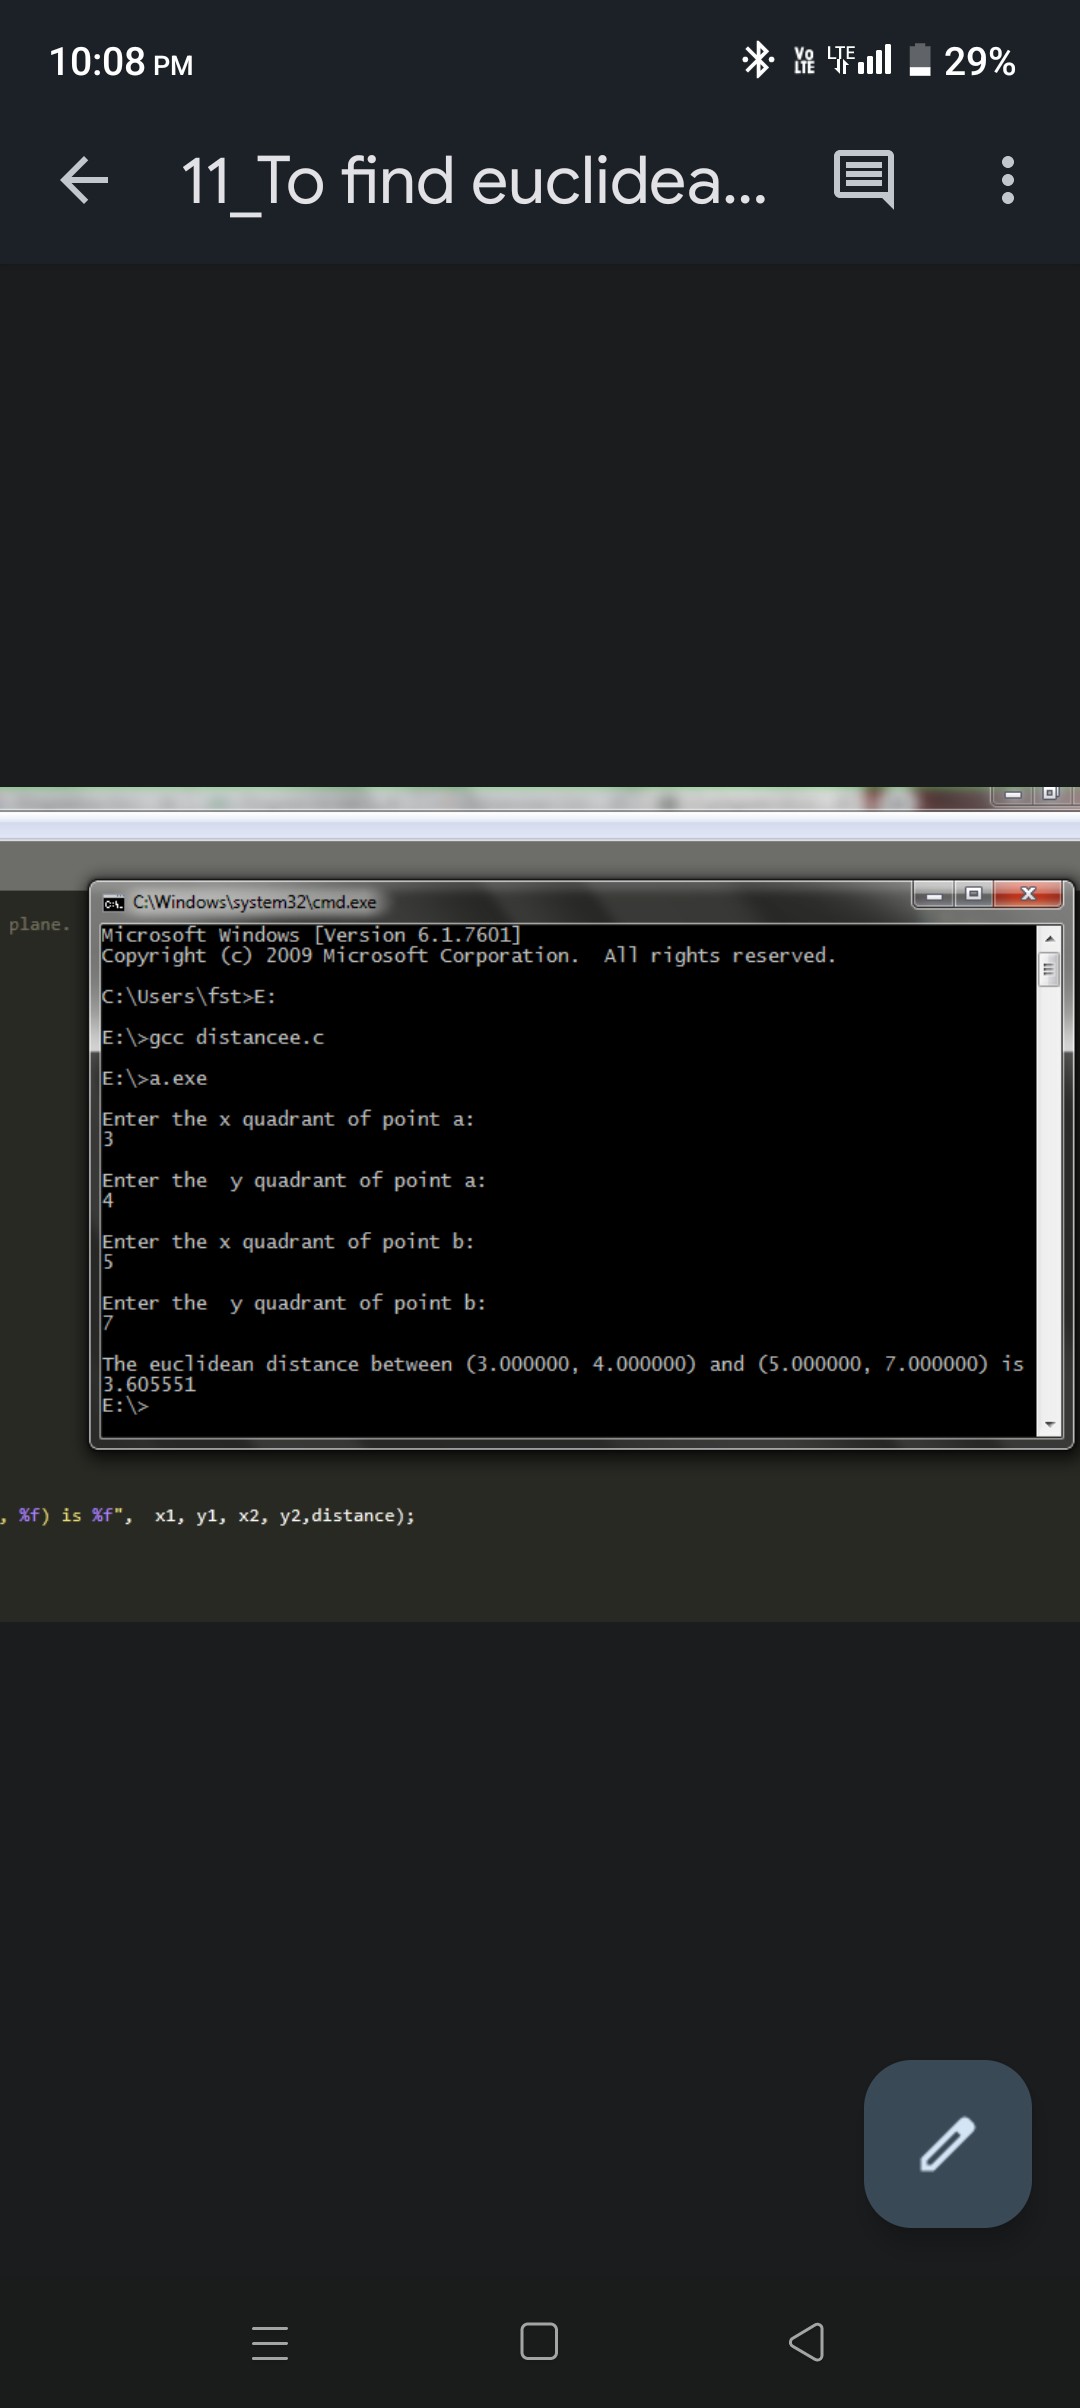 10:08 PM
Vo LTE LTE 29%
11_To find euclidea...
C:\Windows\system32\cmd.exe
plane.
Microsoft Windows [Version 6.1.7601]
Copyright (c) 2009 Microsoft Corporation.  All rights reserved.
C:\Users\fst>E:
E:\>gcc distancee.c
E:\>a.exe
Enter the x quadrant of point a:
3
Enter the  y quadrant of point a:
4
Enter the x quadrant of point b:
5
Enter the  y quadrant of point b:
7
The euclidean distance between (3.000000, 4.000000) and (5.000000, 7.000000) is
3.605551
E:\>
, %f) is %f",  x1, y1, x2, y2,distance);